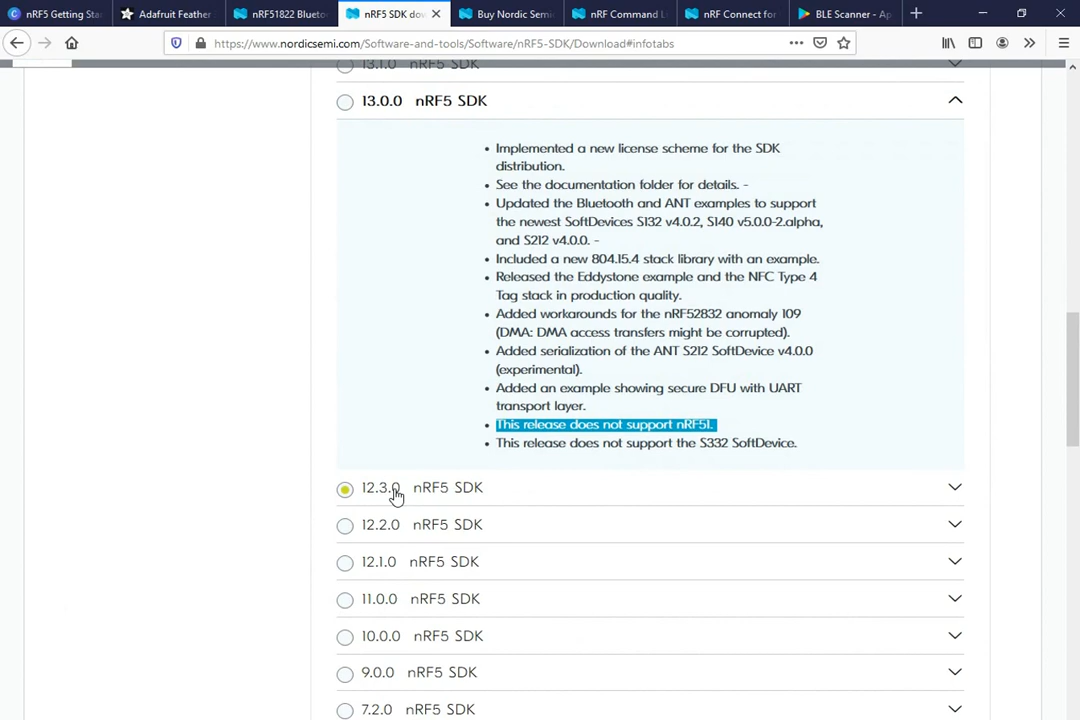 nRF5 Getting Sta
Adafruit Feather
nRF51822 Blueto
nRF5 SDK dow
Buy Nordic Semi
nRF Command L
nRF Connect for
BLE Scanner - Ap
https://www.nordicsemi.com/Software-and-tools/Software/nRF5-SDK/Download#infotabs
13.1.0 nRF5 SDK
13.0.0 nRF5 SDK
• Implemented a new license scheme for the SDK
distribution.
• See the documentation folder for details. -
• Updated the Bluetooth and ANT examples to support
the newest SoftDevices S132 v4.0.2, S140 v5.0.0-2.alpha,
and S212 v4.0.0. -
• Included a new 804.15.4 stack library with an example.
• Released the Eddystone example and the NFC Type 4
Tag stack in production quality.
• Added workarounds for the nRF52832 anomaly 109
(DMA: DMA access transfers might be corrupted).
• Added serialization of the ANT S212 SoftDevice v4.0.0
(experimental).
• Added an example showing secure DFU with UART
transport layer.
• This release does not support nRF51.
• This release does not support the S332 SoftDevice.
12.3.0 nRF5 SDK
12.2.0 nRF5 SDK
12.1.0 nRF5 SDK
11.0.0 nRF5 SDK
10.0.0 nRF5 SDK
9.0.0 nRF5 SDK
7.2.0 nRF5 SDK